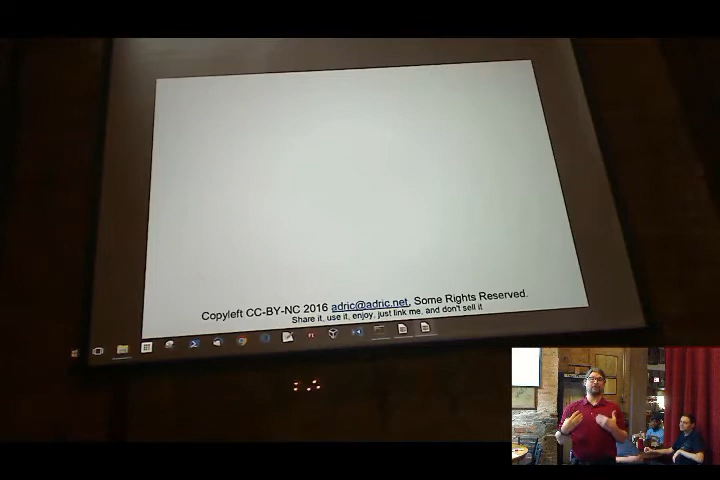 Copyleft CC-BY-NC 2016 adric@adric.net, Some Rights Reserved.
Share it, use it, enjoy, just link me, and don't sell it